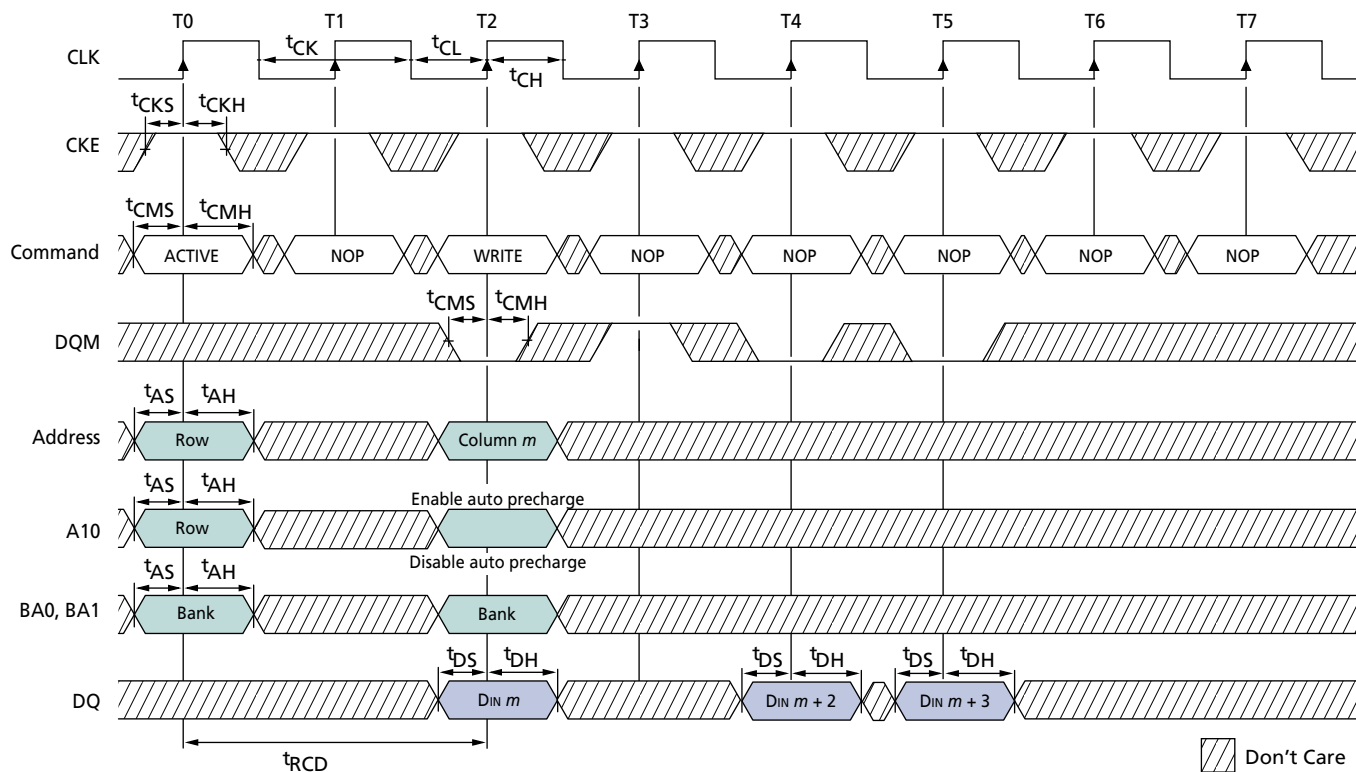 T0 T1 T2 T3 T4 T5 T6 T7
CLK tCK tCL tCH
tCKS tCKH
CKE
tCMS tCMH
Command ACTIVE NOP WRITE NOP NOP NOP NOP NOP
tCMS tCMH
DQM
tAS tAH
Address Row Column m
tAS tAH Enable auto precharge
A10 Row
tAS tAH Disable auto precharge
BA0, BA1 Bank Bank
tDS tDH tDS tDH tDS tDH
DQ DIN m DIN m + 2 DIN m + 3
tRCD
Don't Care